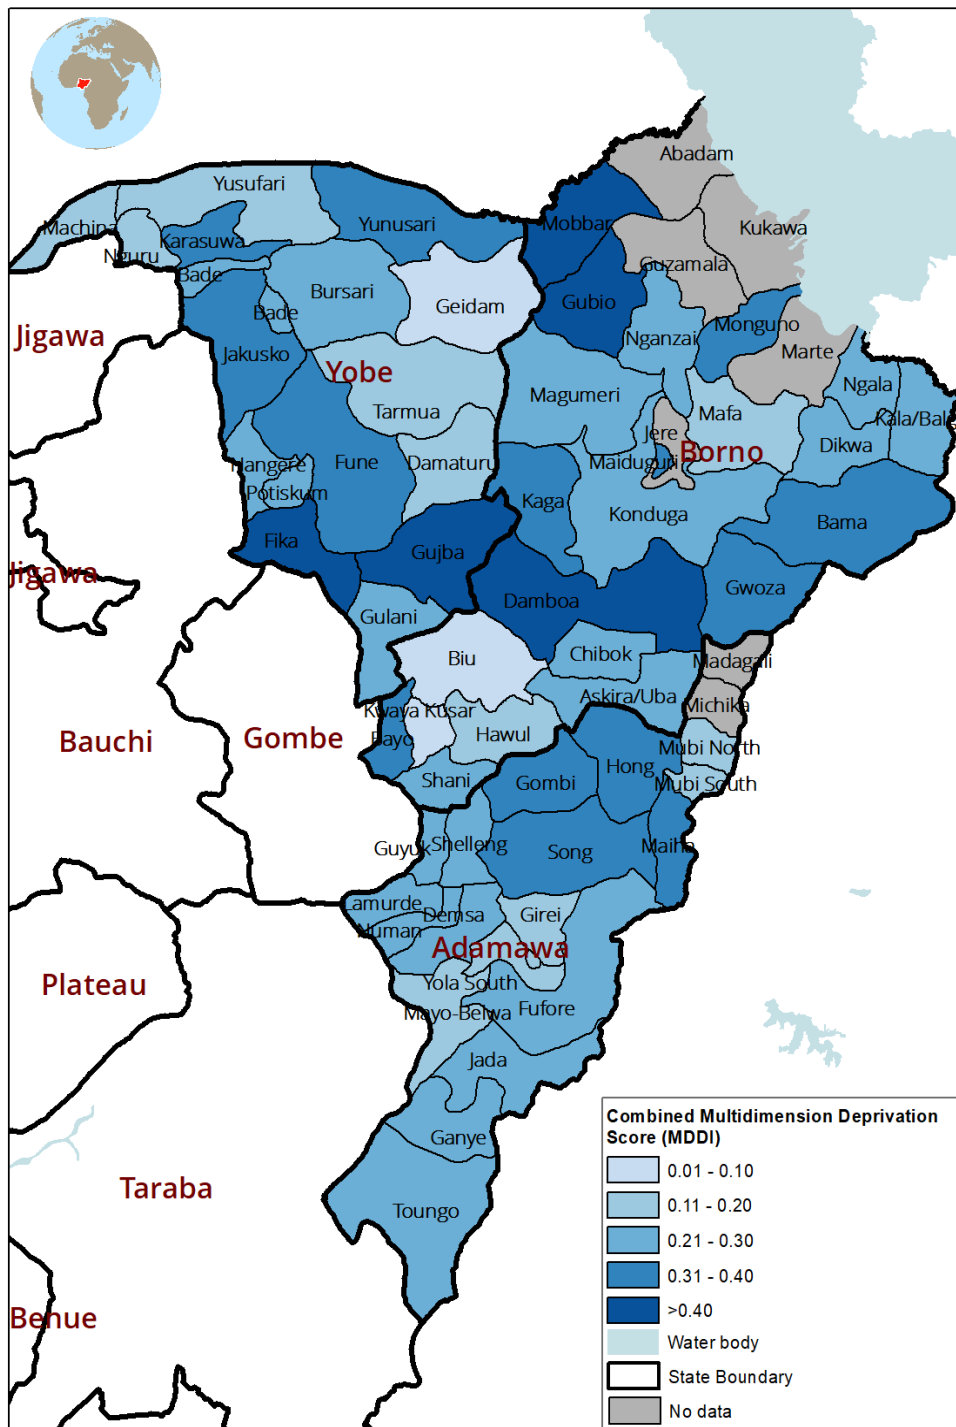 Abadam
Yusufari
Machina
Yunusari
Mobbar
Kukawa
Karasuwa
Nguru
Guzamala
Bade
Bursari
Geidam
Gubio
Bade
Monguno
Jigawa
Nganzai
Marte
Jakusko
Yobe
Ngala
Magumeri
Tarmua
Mafa
Kala/Balge
Jere
Borno
Dikwa
Nangere
Fune
Damaturu
Maiduguri
Potiskum
Kaga
Konduga
Bama
Fika
Gujba
Jigawa
Gwoza
Damboa
Gulani
Biu
Chibok
Madagali
Askira/Uba
Michika
Kwaya Kusar
Bauchi
Gombe
Bayo
Hawul
Mubi North
Hong
Shani
Gombi
Mubi South
Guyuk
Shelleng
Song
Maiha
Lamurde
Demsa
Girei
Numan
Adamawa
Plateau
Yola South
Mayo-Belwa
Fufore
Jada
Ganye
Taraba
Toungo
Benue
Combined Multidimension Deprivation
Score (MDDI)
0.01 - 0.10
0.11 - 0.20
0.21 - 0.30
0.31 - 0.40
>0.40
Water body
State Boundary
No data